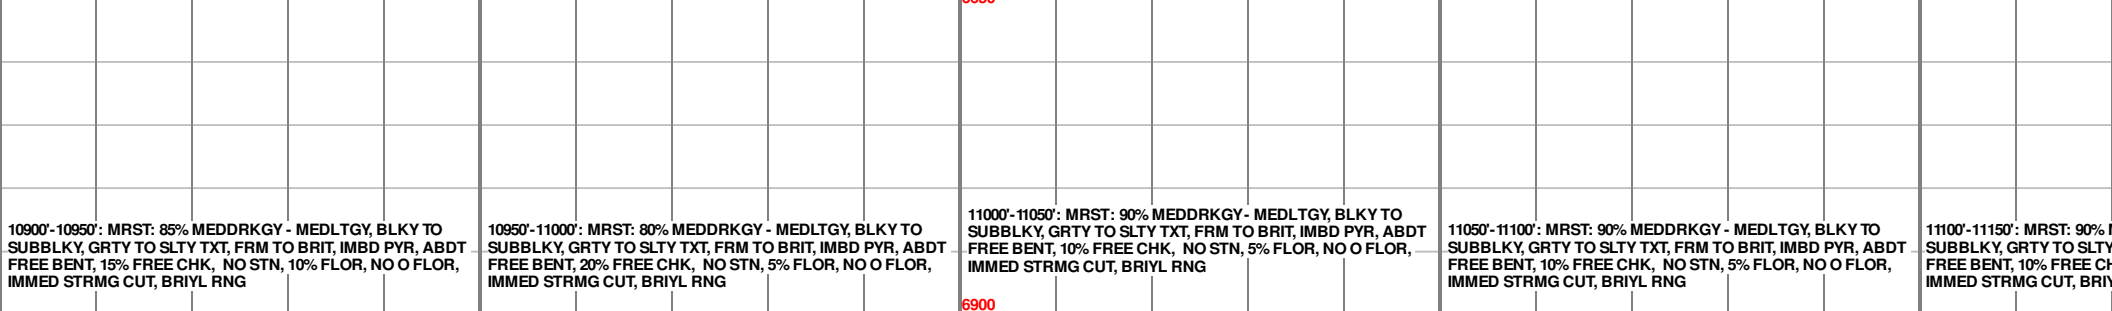 10900'-10950': MRST: 85% MEDDRKGY - MEDLTGY, BLKY TO
SUBBLKY, GRTY TO SLTY TXT, FRM TO BRIT, IMBD PYR, ABDT
FREE BENT, 15% FREE CHK,  NO STN, 10% FLOR, NO O FLOR,
IMMED STRMG CUT, BRIYL RNG
10950'-11000': MRST: 80% MEDDRKGY - MEDLTGY, BLKY TO
SUBBLKY, GRTY TO SLTY TXT, FRM TO BRIT, IMBD PYR, ABDT
FREE BENT, 20% FREE CHK,  NO STN, 5% FLOR, NO O FLOR,
IMMED STRMG CUT, BRIYL RNG
11000'-11050': MRST: 90% MEDDRKGY - MEDLTGY, BLKY TO
SUBBLKY, GRTY TO SLTY TXT, FRM TO BRIT, IMBD PYR, ABDT
FREE BENT, 10% FREE CHK,  NO STN, 5% FLOR, NO O FLOR,
IMMED STRMG CUT, BRIYL RNG
6900
11050'-11100': MRST: 90% MEDDRKGY - MEDLTGY, BLKY TO
SUBBLKY, GRTY TO SLTY TXT, FRM TO BRIT, IMBD PYR, ABDT
FREE BENT, 10% FREE CHK,  NO STN, 5% FLOR, NO O FLOR,
IMMED STRMG CUT, BRIYL RNG
11100'-11150': MRST: 90%
SUBBLKY, GRTY TO SLTY
FREE BENT, 10% FREE
IMMED STRMG CUT,